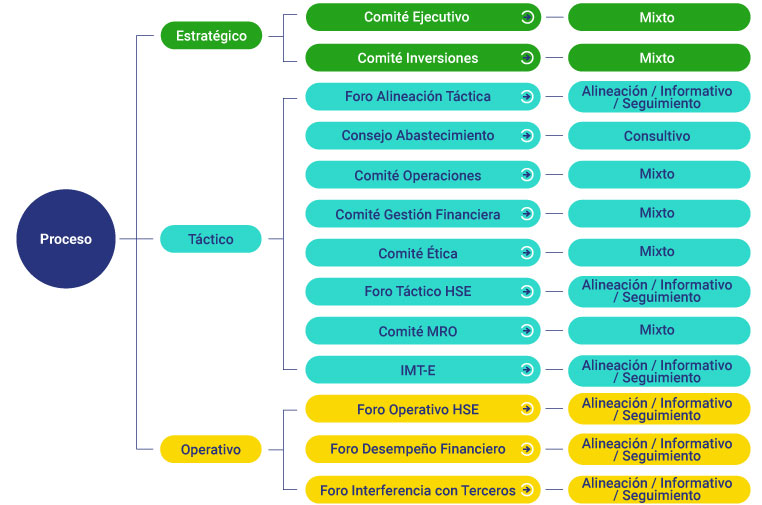 Proceso
Estratégico
Comité Ejecutivo
Mixto
Comité Inversiones
Mixto
Táctico
Foro Alineación Táctica
Alineación / Informativo
/ Seguimiento
Consejo Abastecimiento
Consultivo
Comité Operaciones
Mixto
Comité Gestión Financiera
Mixto
Comité Ética
Mixto
Foro Táctico HSE
Alineación / Informativo
/ Seguimiento
Comité MRO
Mixto
IMT-E
Alineación / Informativo
/ Seguimiento
Operativo
Foro Operativo HSE
Alineación / Informativo
/ Seguimiento
Foro Desempeño Financiero
Alineación / Informativo
/ Seguimiento
Foro Interferencia con Terceros
Alineación / Informativo
/ Seguimiento